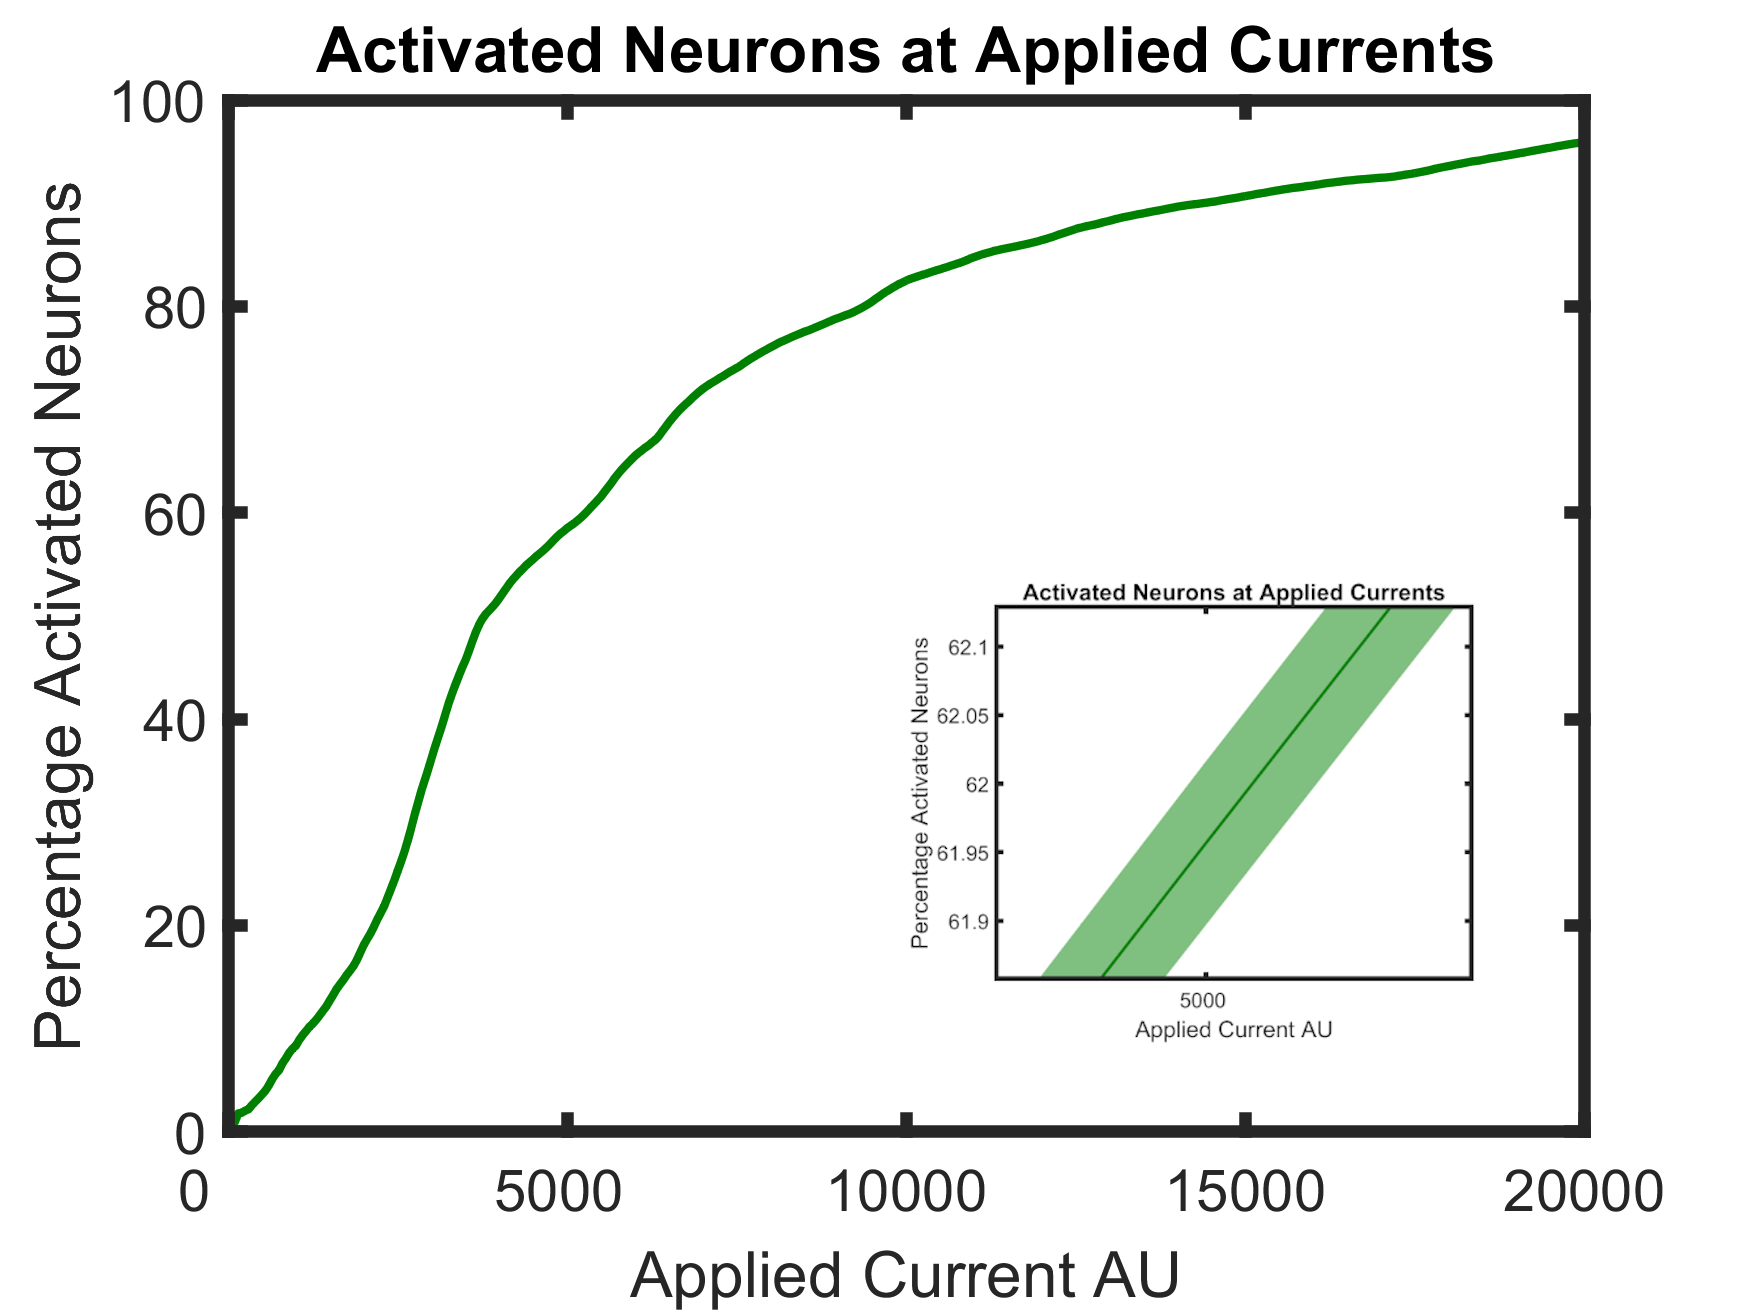 Activated Neurons at Applied Currents
Percentage Activated Neurons
100
80
60
40
20
0
0
5000
10000
15000
20000
Applied Current AU
Activated Neurons at Applied Currents
Percentage Activated Neurons
62.1
62.05
62
61.95
61.9
5000
Applied Current AU